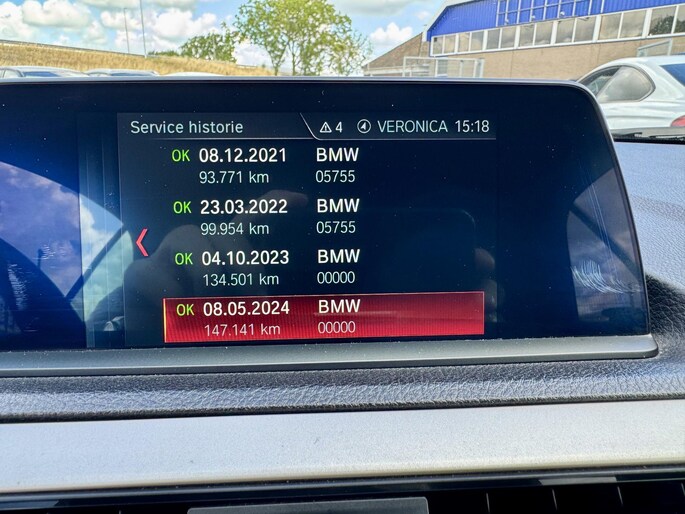 Service historie 4 VERONICA 15:18
OK 08.12.2021 BMW
93.771 km 05755
OK 23.03.2022 BMW
99.954 km 05755
OK 04.10.2023 BMW
134.501 km 00000
OK 08.05.2024 BMW
147.141 km 00000